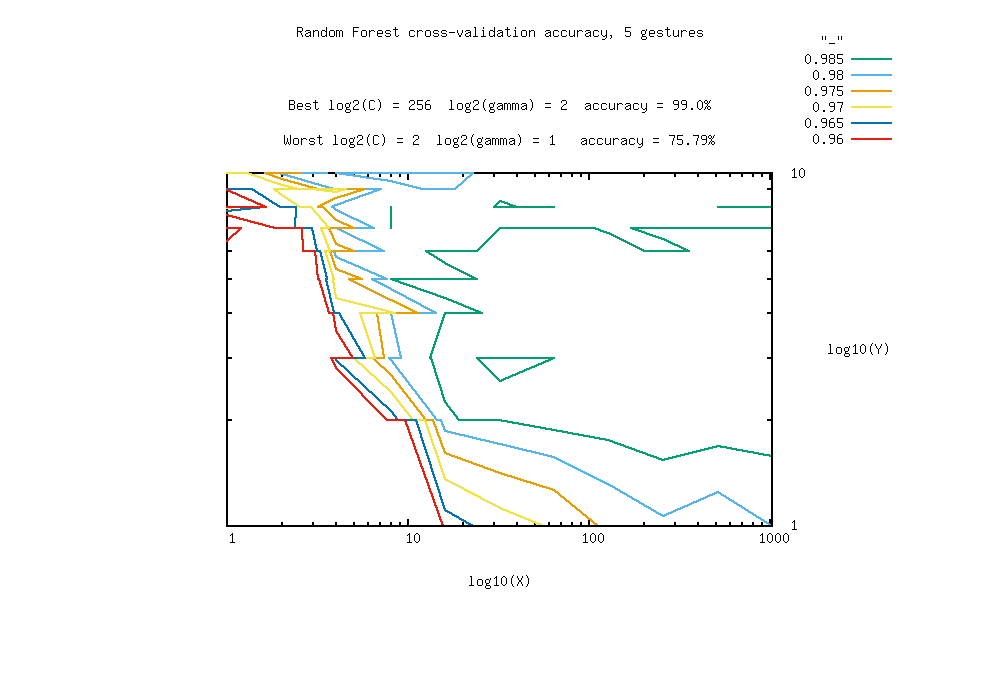 Random Forest cross-validation accuracy, 5 gestures
"_"
0.985
0.98
0.975
0.97
0.965
0.96
Best log2(C) = 256 log2(gamma) = 2 accuracy = 99.0%
Worst log2(C) = 2 log2(gamma) = 1 accuracy = 75.79%
10
log10(Y)
1
1 10 100 1000
log10(X)